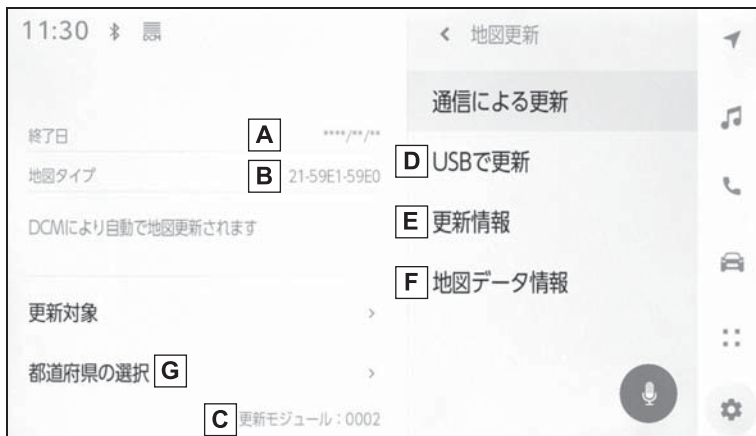 11:30 DCM
終了日 A ****/**/**
地図タイプ B 21-59E1-59E0
DCMにより自動で地図更新されます
更新対象 >
都道府県の選択 G >
C 更新モジュール：0002
< 地図更新
通信による更新
D USBで更新
E 更新情報
F 地図データ情報